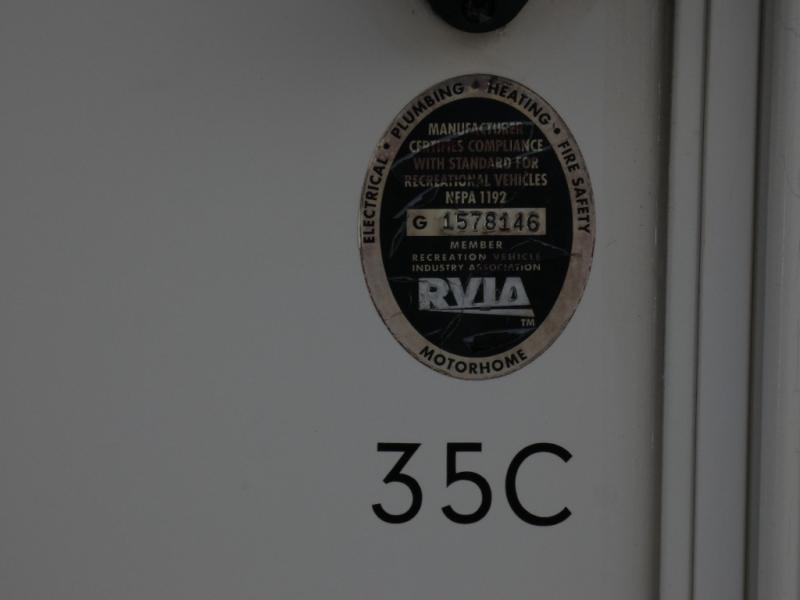 ELECTRICAL • PLUMBING • HEATING • FIRE SAFETY
MANUFACTURER
CERTIFIES COMPLIANCE
WITH STANDARD FOR
RECREATIONAL VEHICLES
NFPA 1192
G 1578146
MEMBER
RECREATION VEHICLE
INDUSTRY ASSOCIATION
RVIA
TM
MOTORHOME
35C